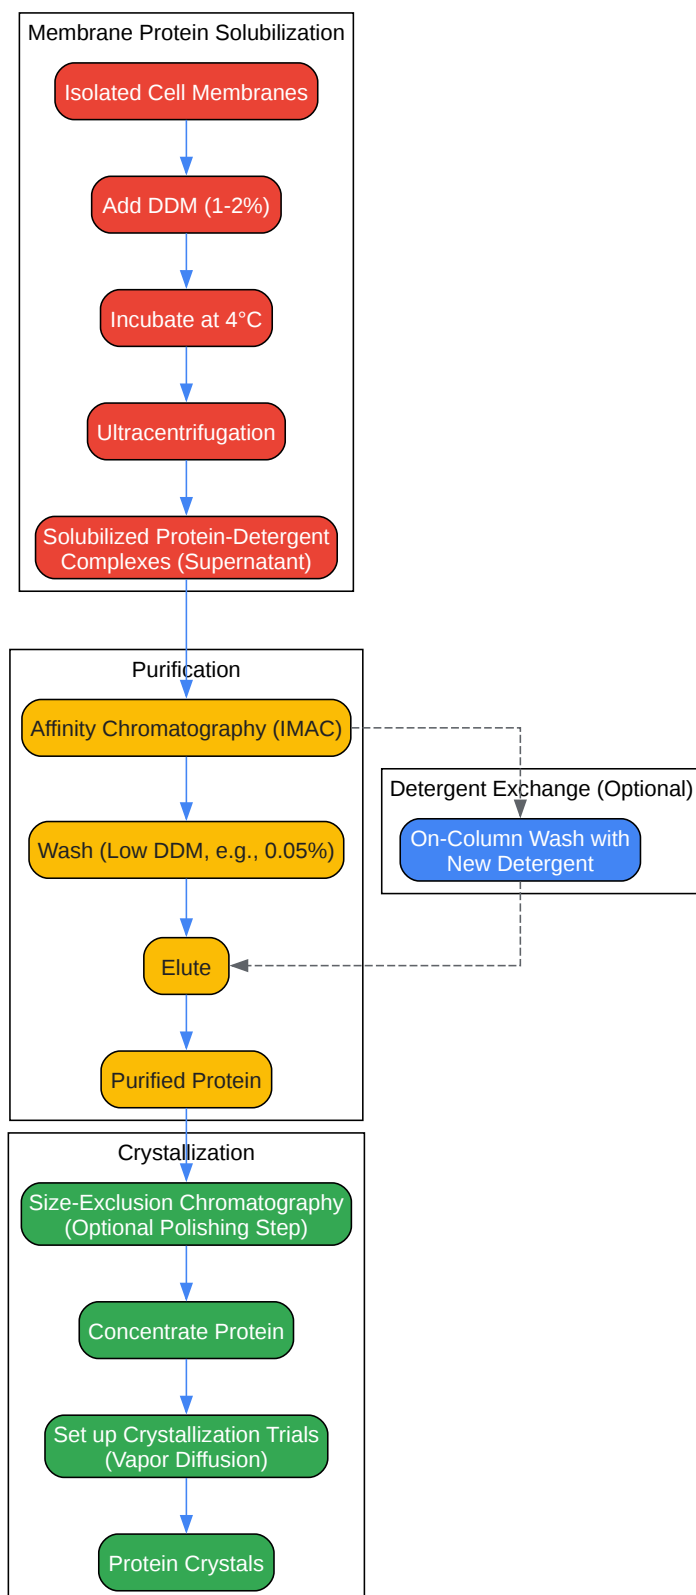 Membrane Protein Solubilization
Isolated Cell Membranes
Add DDM (1-2%)
Incubate at 4°C
Ultracentrifugation
Solubilized Protein-Detergent
Complexes (Supernatant)
Purification
Affinity Chromatography (IMAC)
Detergent Exchange (Optional)
On-Column Wash with
New Detergent
Wash (Low DDM, e.g., 0.05%)
Elute
Purified Protein
Crystallization
Size-Exclusion Chromatography
(Optional Polishing Step)
Concentrate Protein
Set up Crystallization Trials
(Vapor Diffusion)
Protein Crystals